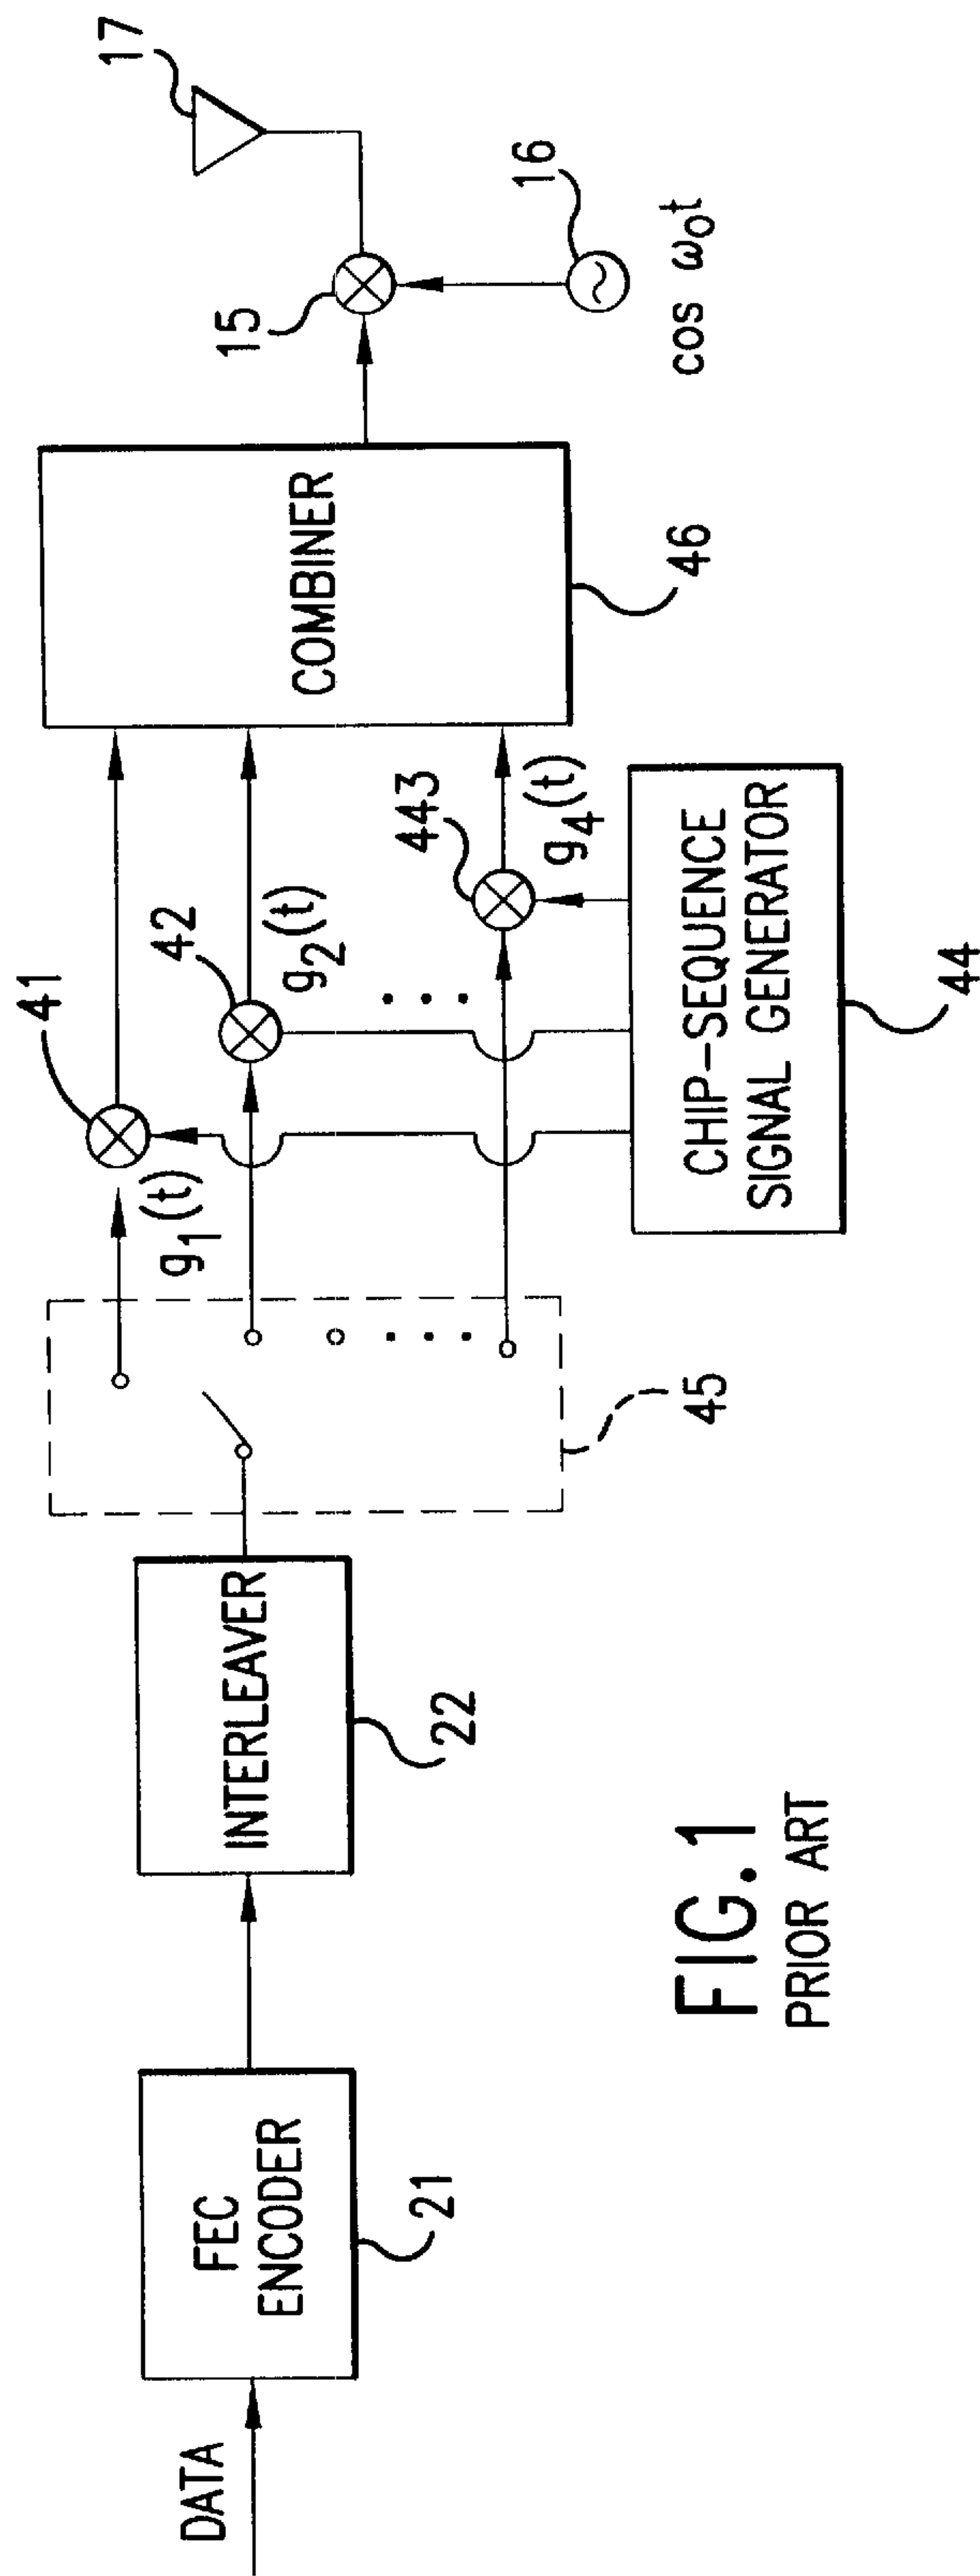 DATA
FEC
ENCODER
21
INTERLEAVER
22
45
g1(t)
41
42
g2(t)
443
g4(t)
CHIP-SEQUENCE
SIGNAL GENERATOR
44
COMBINER
46
15
16
cos ω0t
17
FIG.1
PRIOR ART